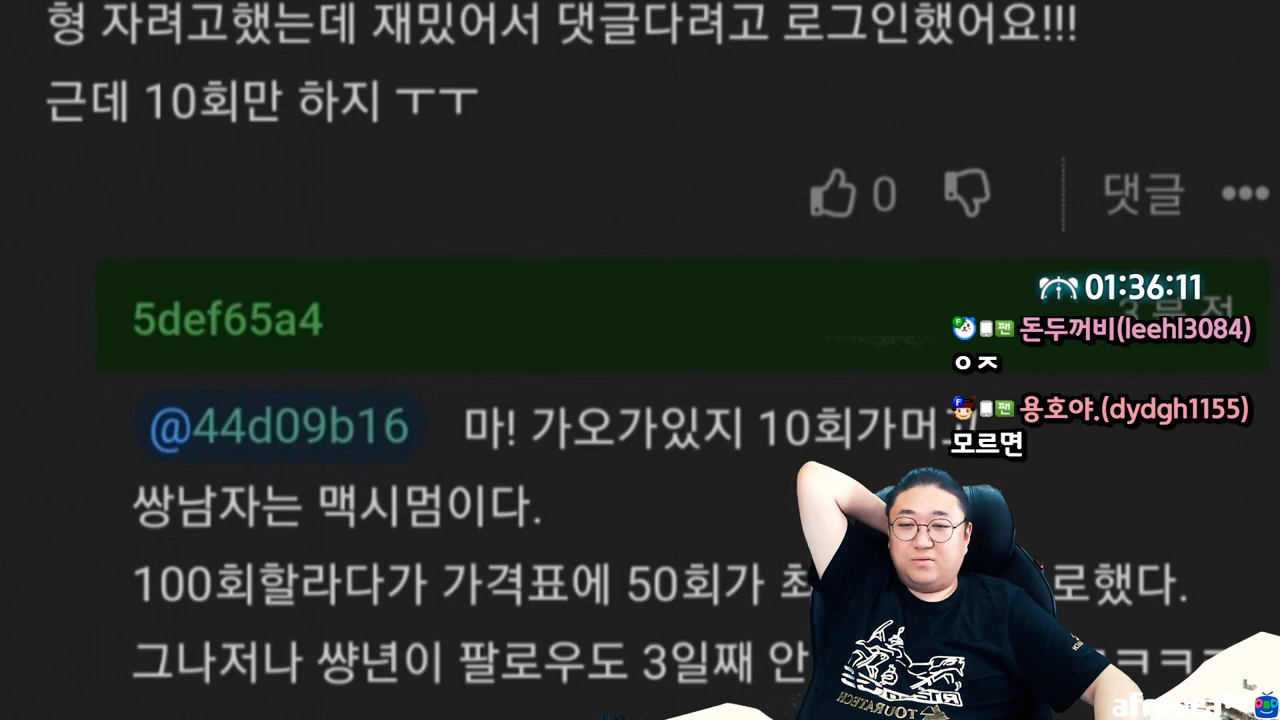 형 자려고했는데 재밌어서 댓글다려고 로그인했어요!!!
근데 10회만 하지 ㅜㅜ
0
댓글
5def65a4
01:36:11
돈두꺼비(leehl3084)
ㅇㅈ
용호야.(dydgh1155)
모르면
@44d09b16 마! 가오가있지 10회가머
쌍남자는 맥시멈이다.
100회할라다가 가격표에 50회가 최 로했다.
그나저나 썅년이 팔로우도 3일째 안 ㅋㅋ
TOURATECH